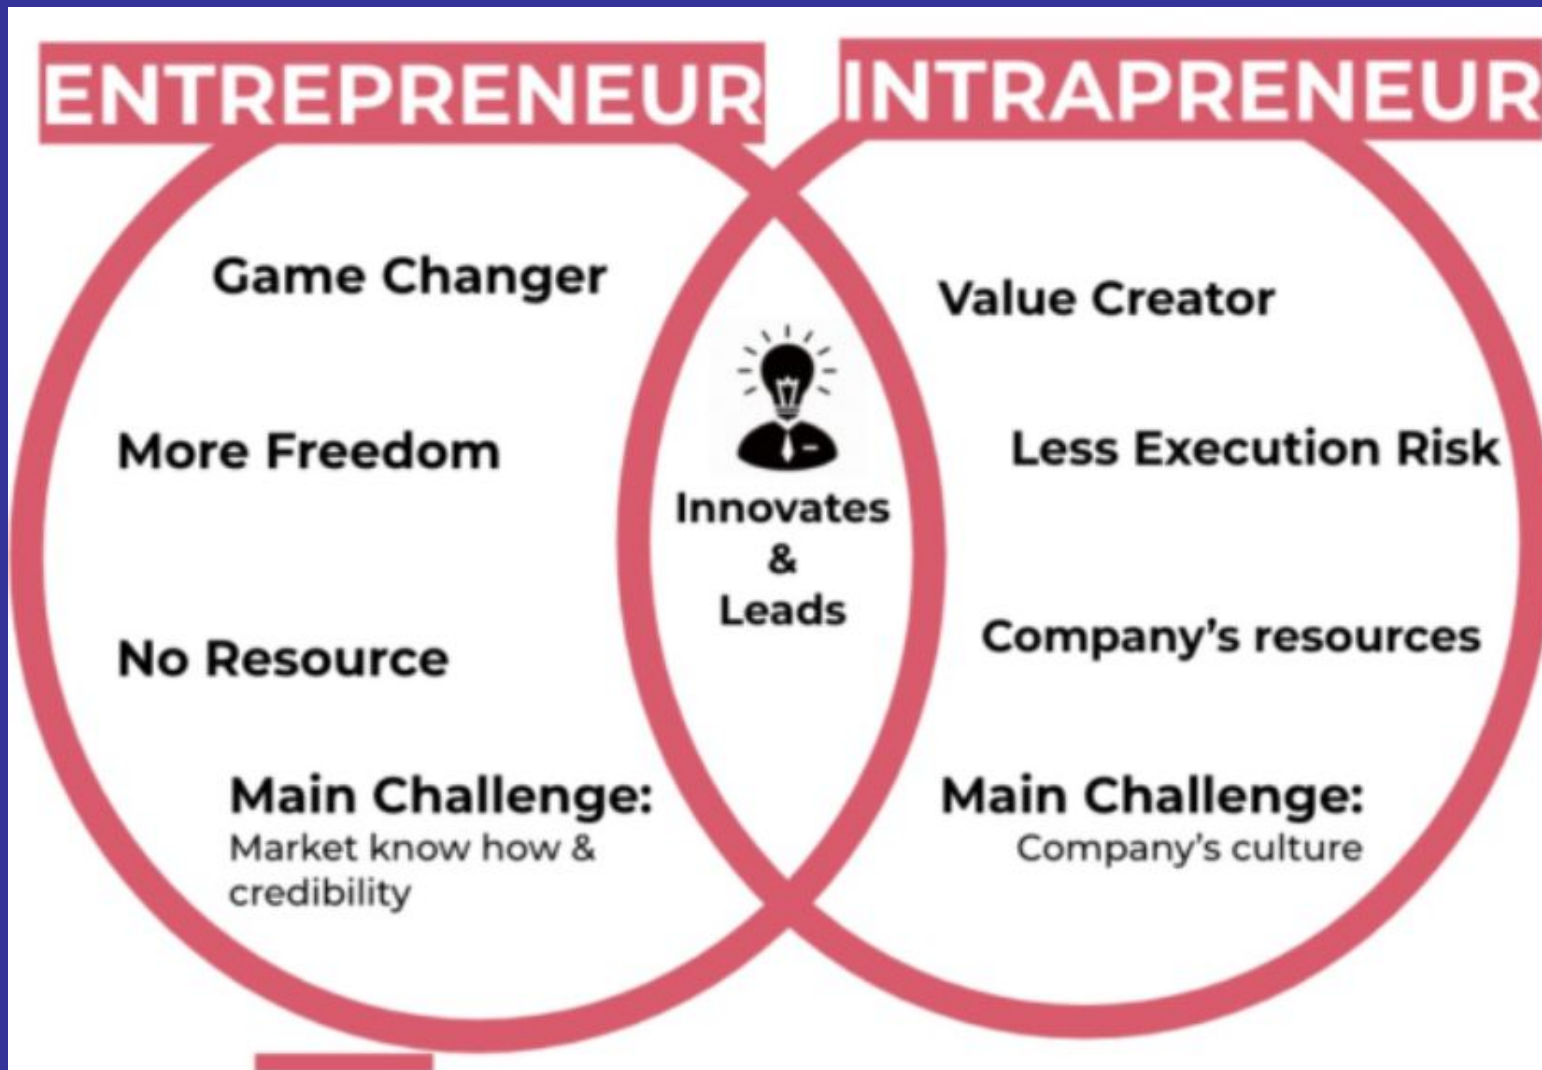 ENTREPRENEUR
Game Changer
More Freedom
No Resource
Main Challenge:
Market know how &
credibility
Innovates
&
Leads
INTRAPRENEUR
Value Creator
Less Execution Risk
Company's resources
Main Challenge:
Company's culture